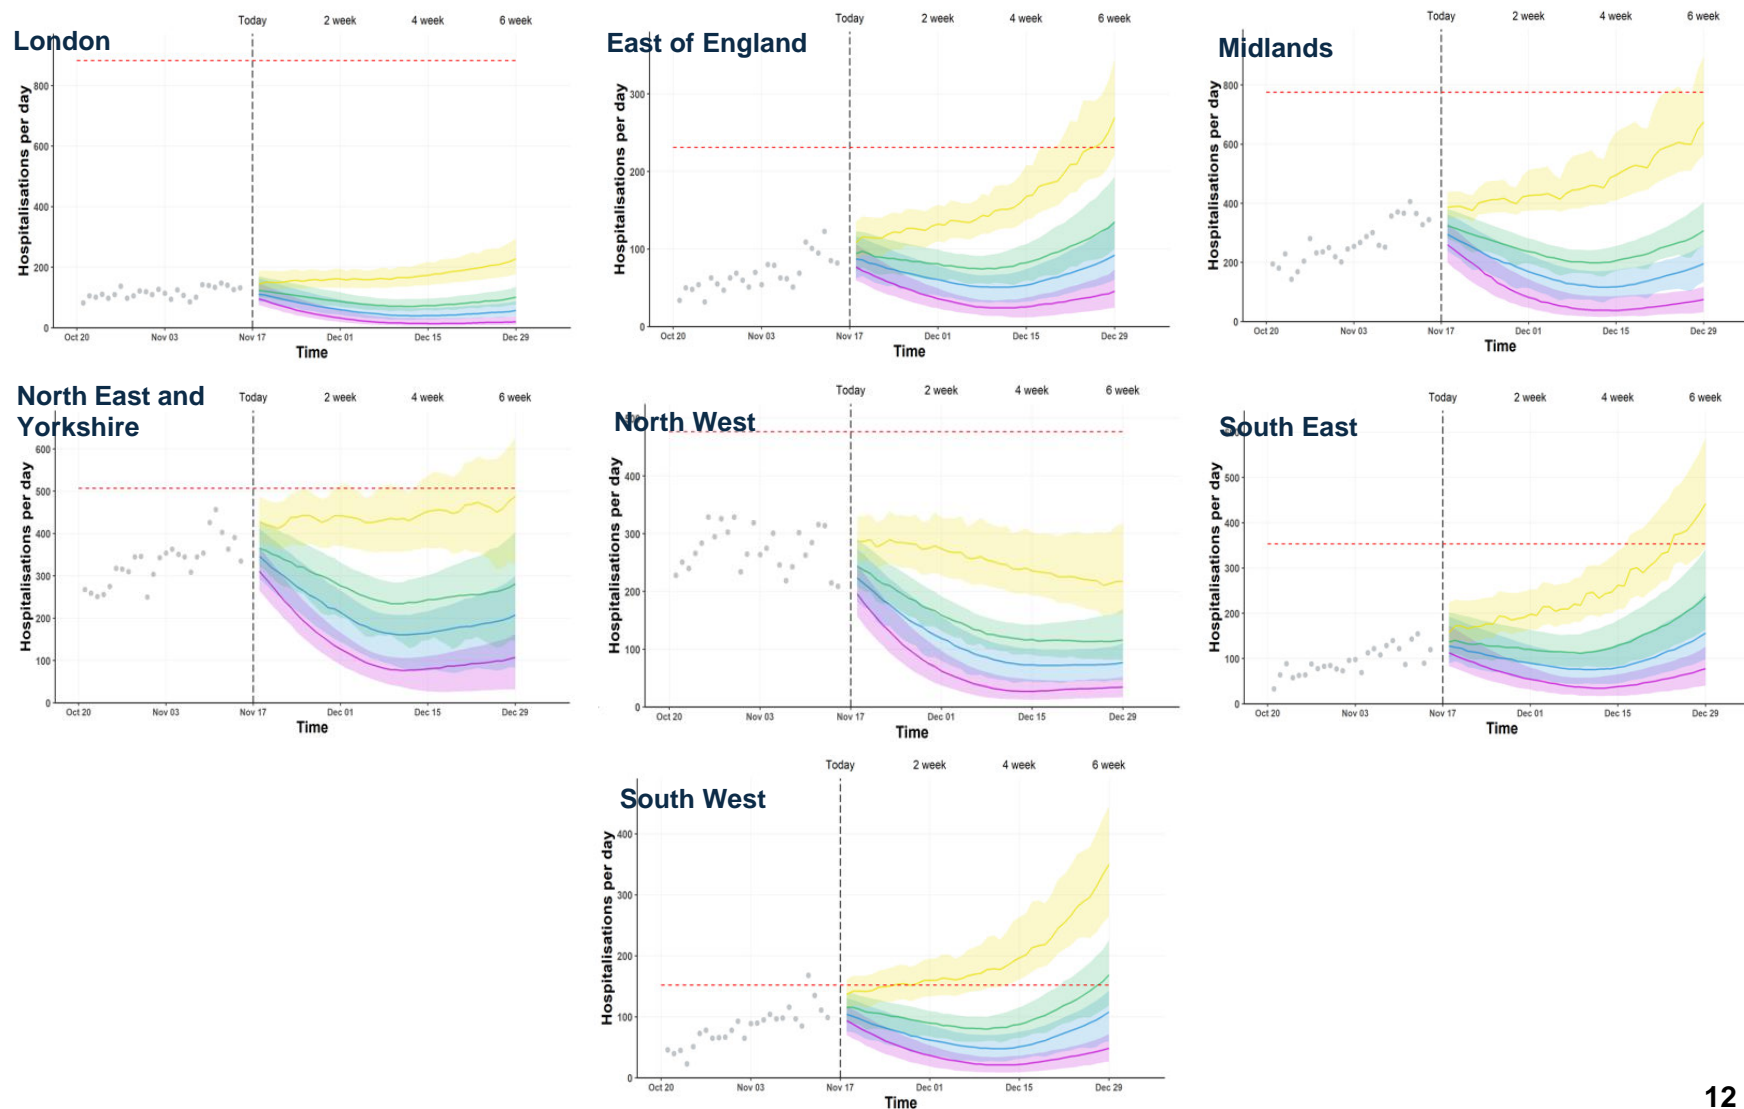 Today 2 week 4 week 6 week
London
Hospitalisations per day
800
600
400
200
0
Oct 20 Nov 03 Nov 17 Dec 01 Dec 15 Dec 29
Time
Today 2 week 4 week 6 week
East of England
Hospitalisations per day
300
200
100
0
Oct 20 Nov 03 Nov 17 Dec 01 Dec 15 Dec 29
Time
Today 2 week 4 week 6 week
Midlands
Hospitalisations per day
800
600
400
200
0
Oct 20 Nov 03 Nov 17 Dec 01 Dec 15 Dec 29
Time
North East and
Yorkshire
Today 2 week 4 week 6 week
Hospitalisations per day
600
500
400
300
200
100
0
Oct 20 Nov 03 Nov 17 Dec 01 Dec 15 Dec 29
Time
Today 2 week 4 week 6 week
North West
Hospitalisations per day
400
300
200
100
0
Oct 20 Nov 03 Nov 17 Dec 01 Dec 15 Dec 29
Time
Today 2 week 4 week 6 week
South East
Hospitalisations per day
500
400
300
200
100
0
Oct 20 Nov 03 Nov 17 Dec 01 Dec 15 Dec 29
Time
Today 2 week 4 week 6 week
South West
Hospitalisations per day
400
300
200
100
0
Oct 20 Nov 03 Nov 17 Dec 01 Dec 15 Dec 29
Time
12